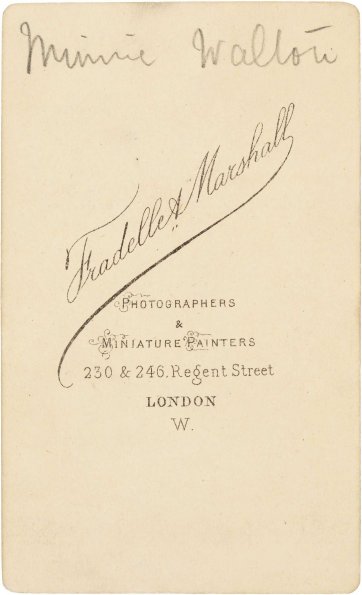 Minnie Walton
Fradelle & Marshall
PHOTOGRAPHERS
&
MINIATURE PAINTERS
230 & 246, Regent Street
LONDON
W.